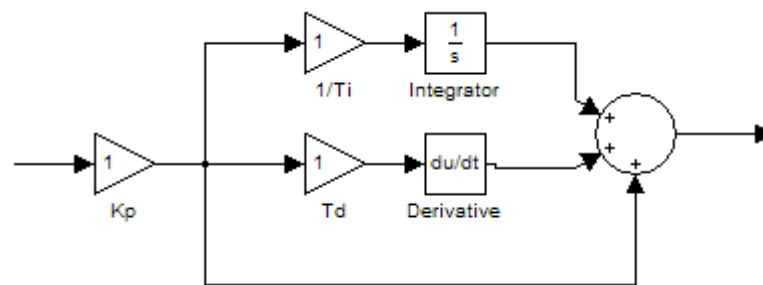 1
1
s
1/Ti
Integrator
+
1
1
du/dt
+
+
Kp
Td
Derivative